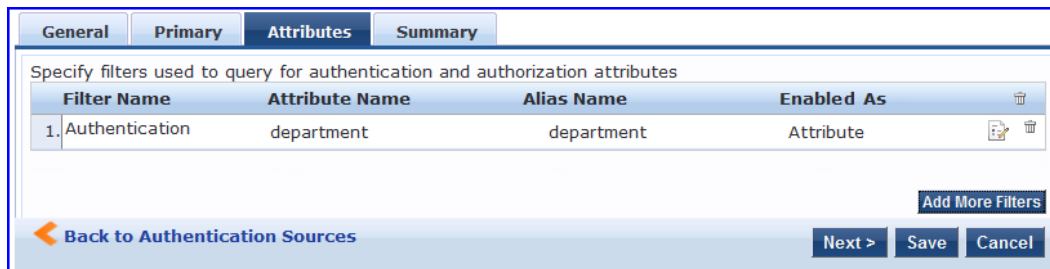 General Primary Attributes Summary
Specify filters used to query for authentication and authorization attributes
Filter Name Attribute Name Alias Name Enabled As
1. Authentication department department Attribute
Add More Filters
Back to Authentication Sources Next > Save Cancel